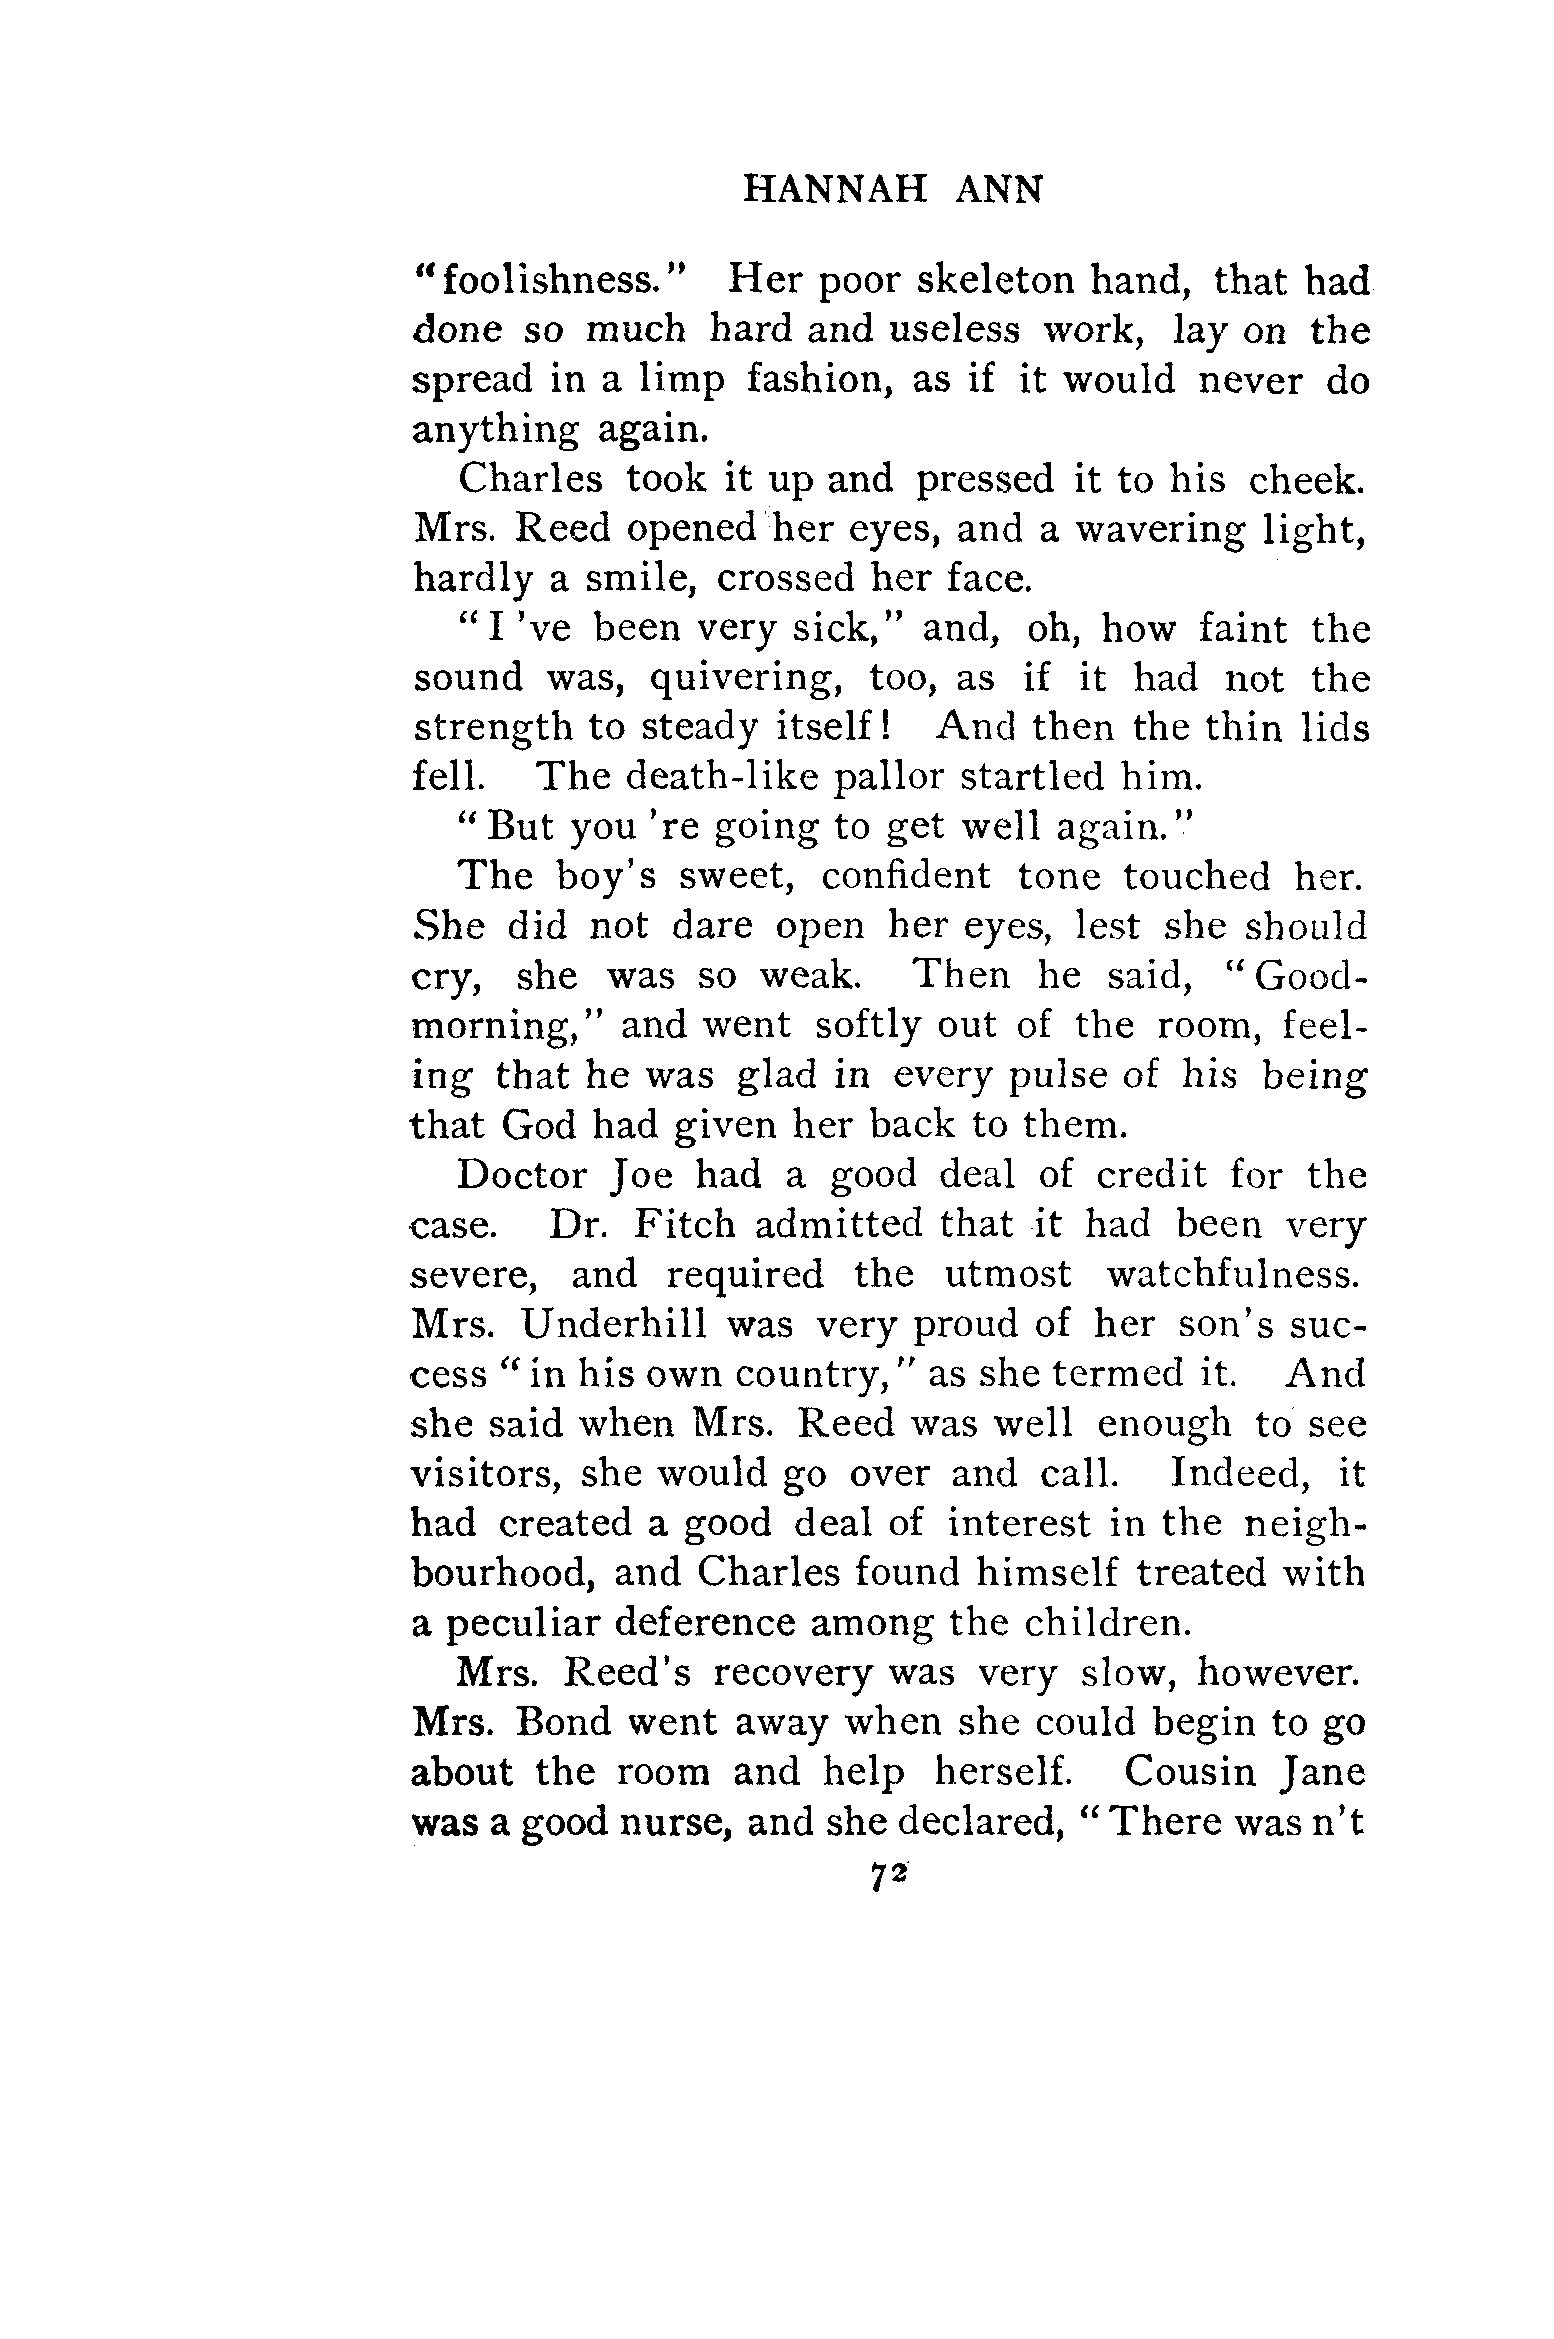 HANNAH ANN
"foolishness." Her poor skeleton hand, that had
done so much hard and useless work, lay on the
spread in a limp fashion, as if it would never do
anything again.
Charles took it up and pressed it to his cheek.
Mrs. Reed opened her eyes, and a wavering light,
hardly a smile, crossed her face.
"I 've been very sick," and, oh, how faint the
sound was, quivering, too, as if it had not the
strength to steady itself! And then the thin lids
fell. The death-like pallor startled him.
"But you 're going to get well again."
The boy's sweet, confident tone touched her.
She did not dare open her eyes, lest she should
cry, she was so weak. Then he said, "Good-
morning," and went softly out of the room, feel-
ing that he was glad in every pulse of his being
that God had given her back to them.
Doctor Joe had a good deal of credit for the
case. Dr. Fitch admitted that it had been very
severe, and required the utmost watchfulness.
Mrs. Underhill was very proud of her son's suc-
cess "in his own country," as she termed it. And
she said when Mrs. Reed was well enough to see
visitors, she would go over and call. Indeed, it
had created a good deal of interest in the neigh-
bourhood, and Charles found himself treated with
a peculiar deference among the children.
Mrs. Reed's recovery was very slow, however.
Mrs. Bond went away when she could begin to go
about the room and help herself. Cousin Jane
was a good nurse, and she declared, "There was n't
72